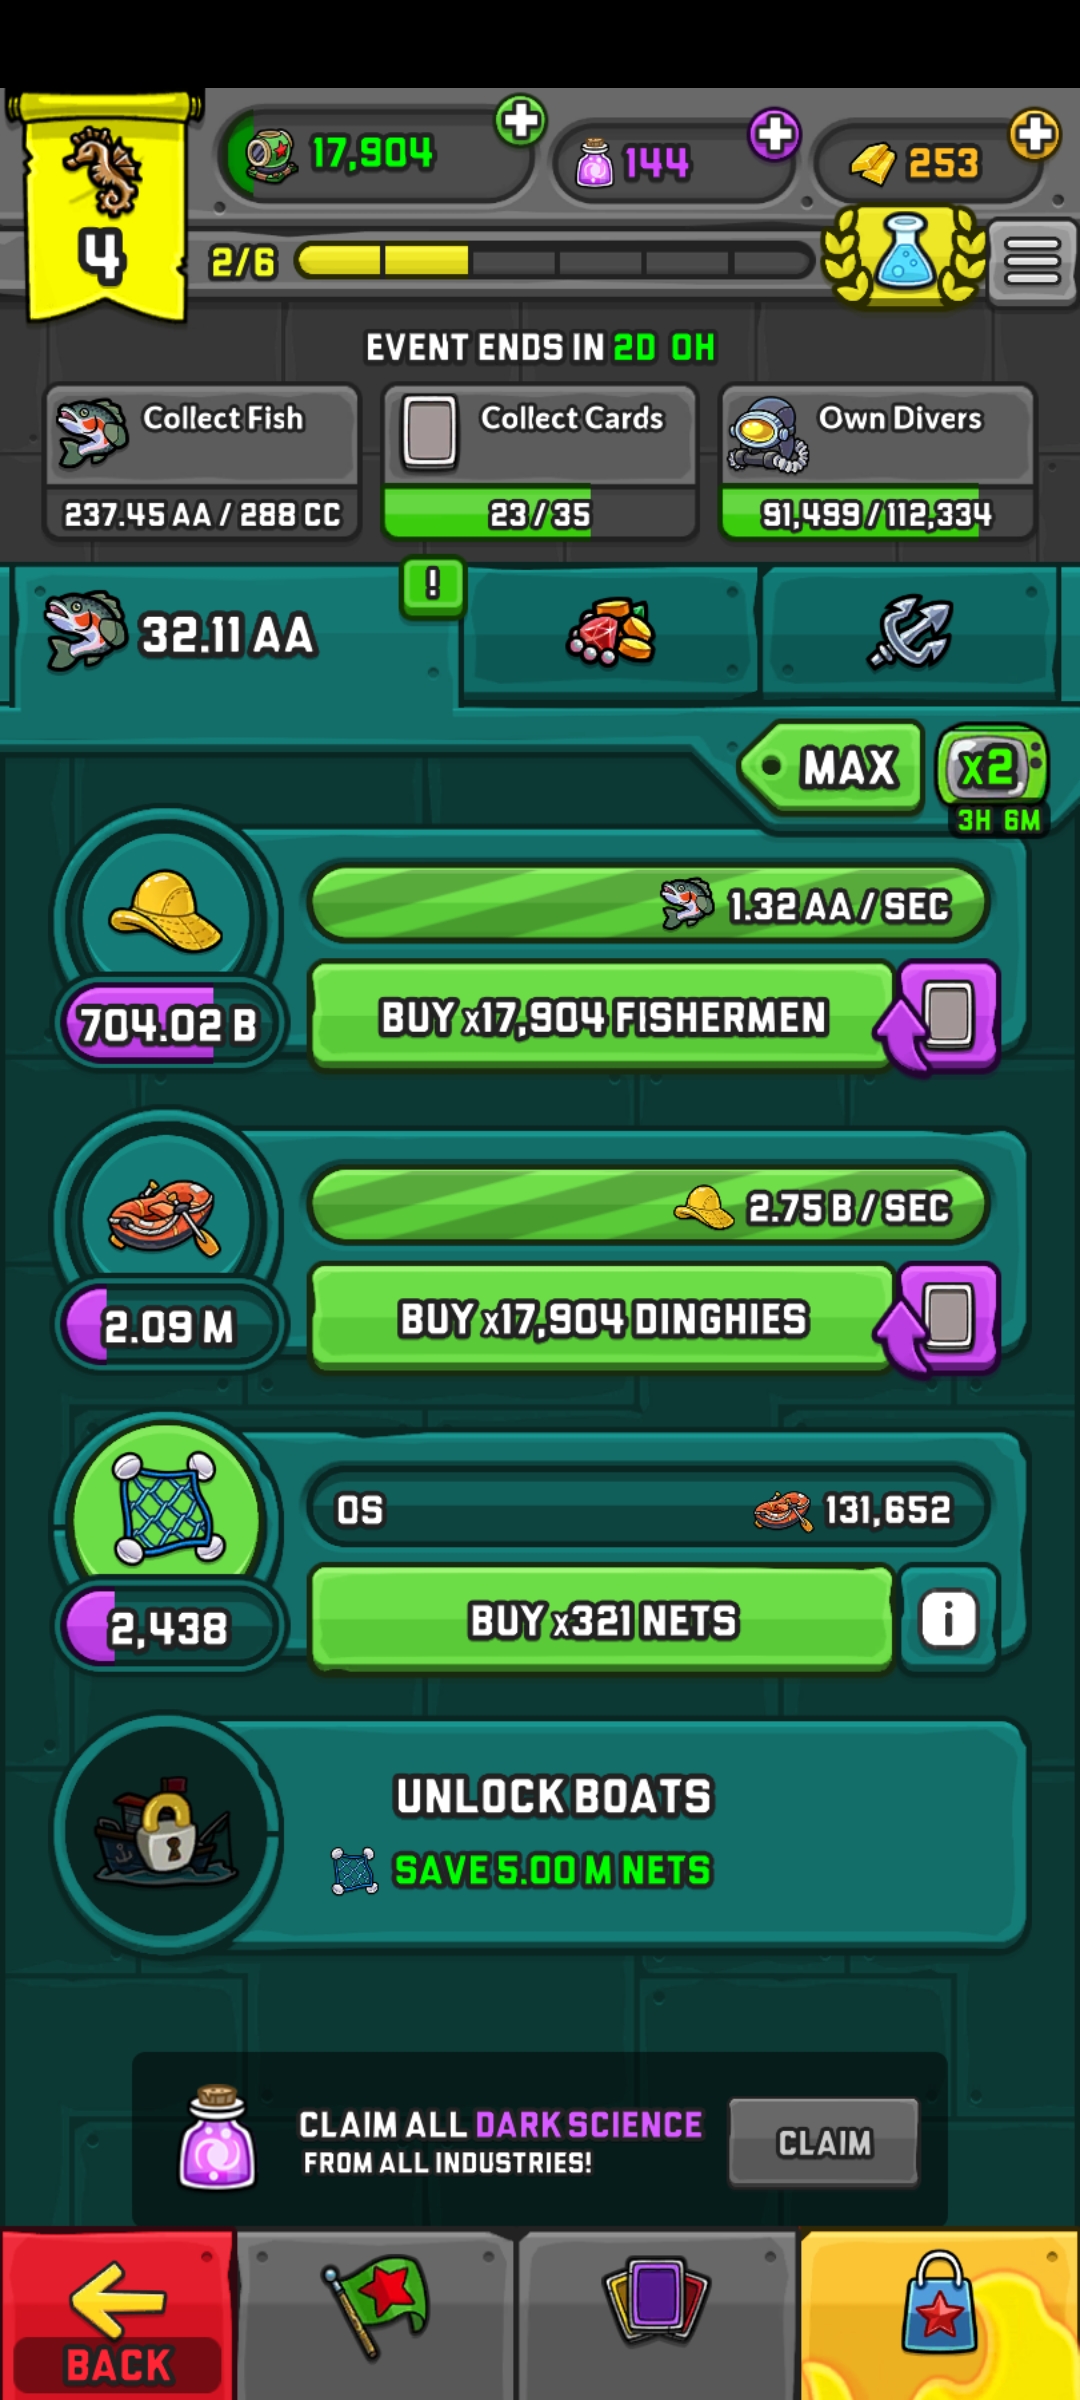 17,904
144
253
4
2/6
EVENT ENDS IN 2D 0H
Collect Fish
Collect Cards
Own Divers
237.45 AA / 288 CC
23/35
91,499/112,334
!
32.11 AA
MAX
x2
3H 6M
1.32 AA / SEC
704.02 B
BUY x17,904 FISHERMEN
2.75 B / SEC
2.09 M
BUY x17,904 DINGHIES
0S
131,652
2,438
BUY x321 NETS
i
UNLOCK BOATS
SAVE 5.00 M NETS
CLAIM ALL DARK SCIENCE
FROM ALL INDUSTRIES!
CLAIM
BACK